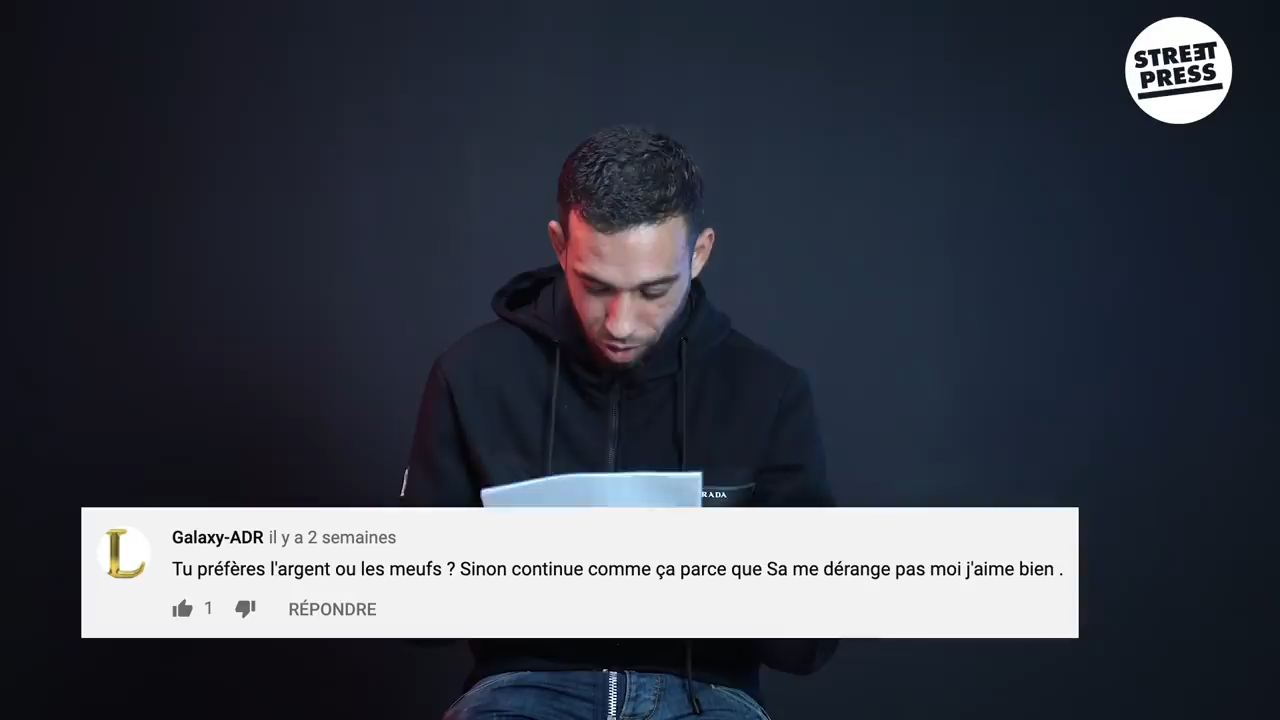 STREET
PRESS
RADA
Galaxy-ADR il y a 2 semaines
Tu préfères l'argent ou les meufs ? Sinon continue comme ça parce que Sa me dérange pas moi j'aime bien .
1
RÉPONDRE